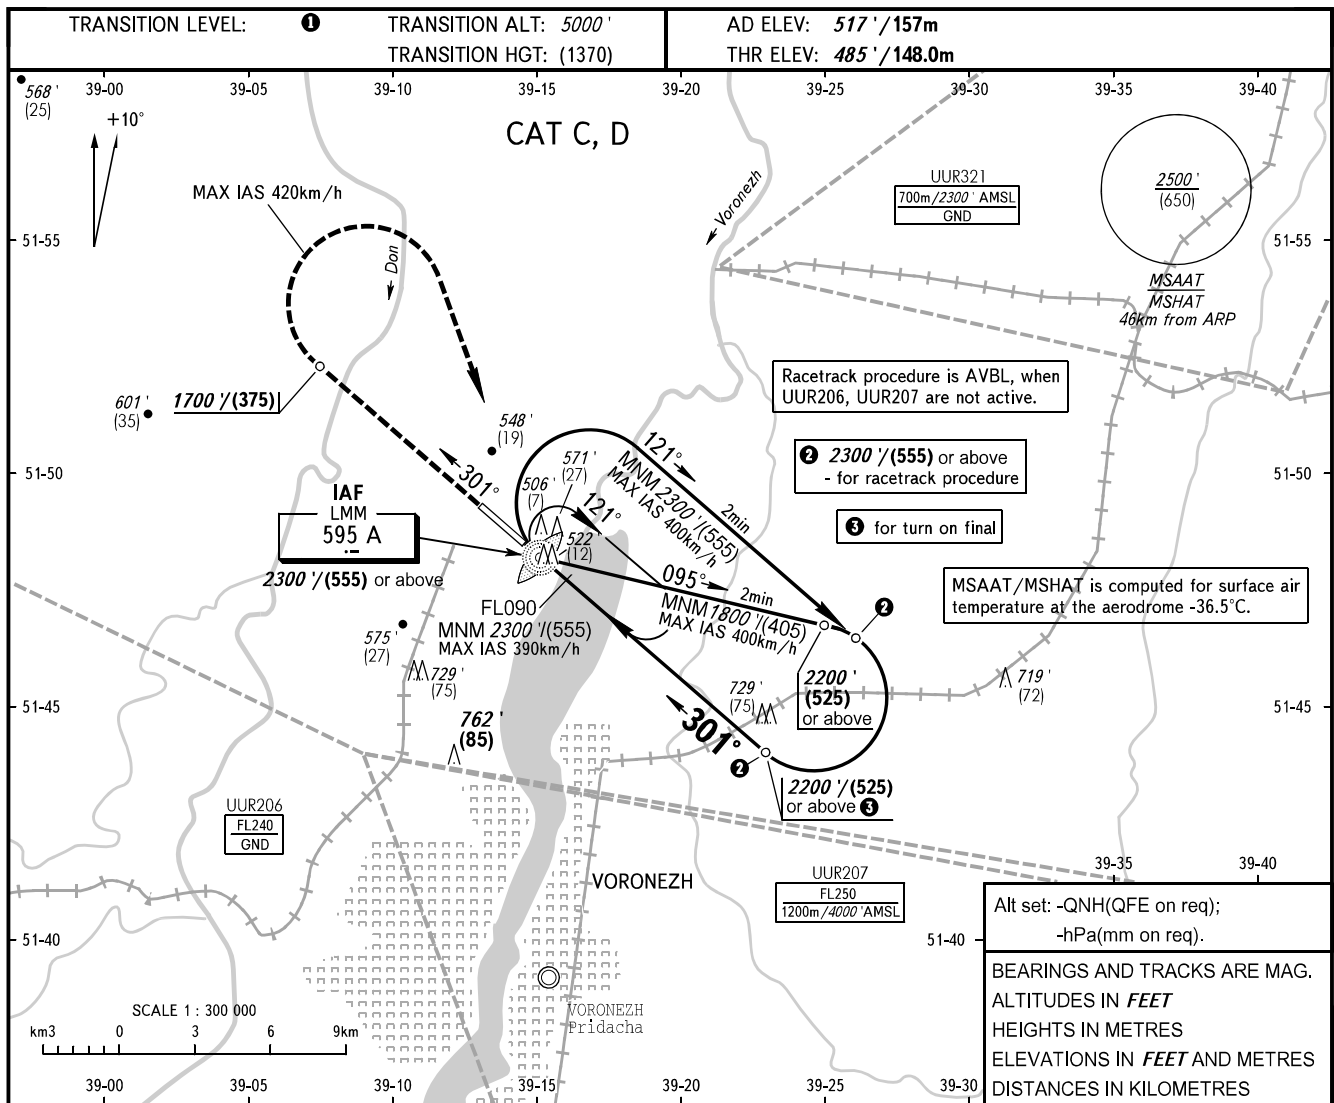 TRANSITION LEVEL: ❶ TRANSITION ALT: 5000 '
TRANSITION HGT: (1370)
AD ELEV: 517 '/157m
THR ELEV: 485 '/148.0m
39-00 39-05 39-10 39-15 39-20 39-25 39-30 39-35 39-40
568 '
(25)
+10°
CAT C, D
MAX IAS 420km/h
Voronezh
Don
UUR321
700m/2300 ' AMSL
GND
2500 '
(650)
MSAAT
MSHAT
46km from ARP
51-55
51-55
Racetrack procedure is AVBL, when
UUR206, UUR207 are not active.
601 '
(35)
1700 '/(375)
548 '
(19)
❷ 2300 '/(555) or above
- for racetrack procedure
❸ for turn on final
51-50
51-50
301°
571 '
(27)
506 '
(7)
121°
522 '
(12)
121°
2min
MNM 2300 '/(555)
MAX IAS 400km/h
IAF
LMM
595 A
2300 '/(555) or above
MSAAT/MSHAT is computed for surface air
temperature at the aerodrome -36.5°C.
095°
2min
MNM 1800 '/(405)
MAX IAS 400km/h
❷
FL090
MNM 2300 '/(555)
MAX IAS 390km/h
575 '
(27)
729 '
(75)
729 '
(75)
2200 '
(525)
or above
719 '
(72)
51-45
51-45
762 '
(85)
301°
❷
2200 '/(525)
or above ❸
UUR206
FL240
GND
VORONEZH
UUR207
FL250
1200m/4000 'AMSL
39-35 39-40
51-40
51-40
VORONEZH
Pridacha
SCALE 1 : 300 000
km3 0 3 6 9km
39-00 39-05 39-10 39-15 39-20 39-25 39-30
Alt set: -QNH(QFE on req);
-hPa(mm on req).
BEARINGS AND TRACKS ARE MAG.
ALTITUDES IN FEET
HEIGHTS IN METRES
ELEVATIONS IN FEET AND METRES
DISTANCES IN KILOMETRES